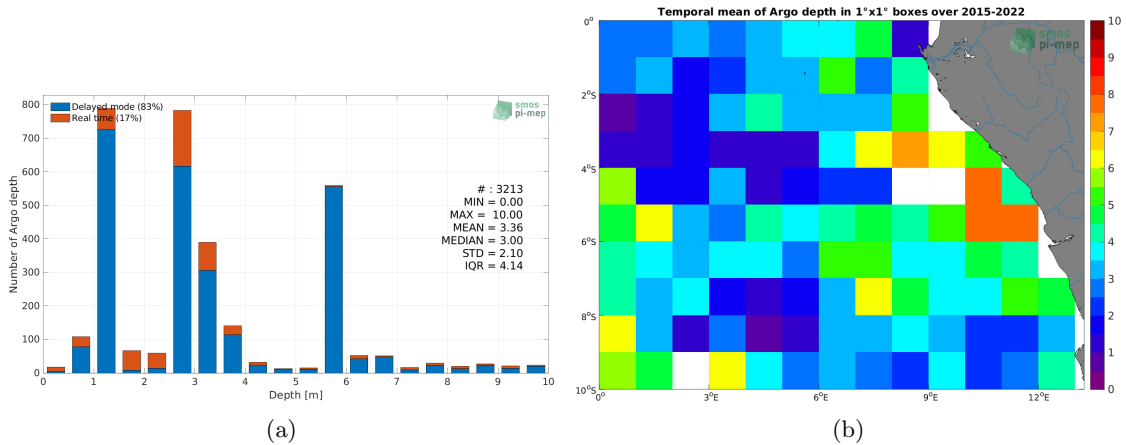 Delayed mode (83%)
Real time (17%)
smos
pi-mep
# : 3213
MIN = 0.00
MAX = 10.00
MEAN = 3.36
MEDIAN = 3.00
STD = 2.10
IQR = 4.14
Number of Argo depth
800
700
600
500
400
300
200
100
0
0 1 2 3 4 5 6 7 8 9 10
Depth [m]
(a)
Temporal mean of Argo depth in 1°x1° boxes over 2015-2022
smos
pi-mep
0°
2°S
4°S
6°S
8°S
10°S
0° 3°E 6°E 9°E 12°E
10
9
8
7
6
5
4
3
2
1
0
(b)